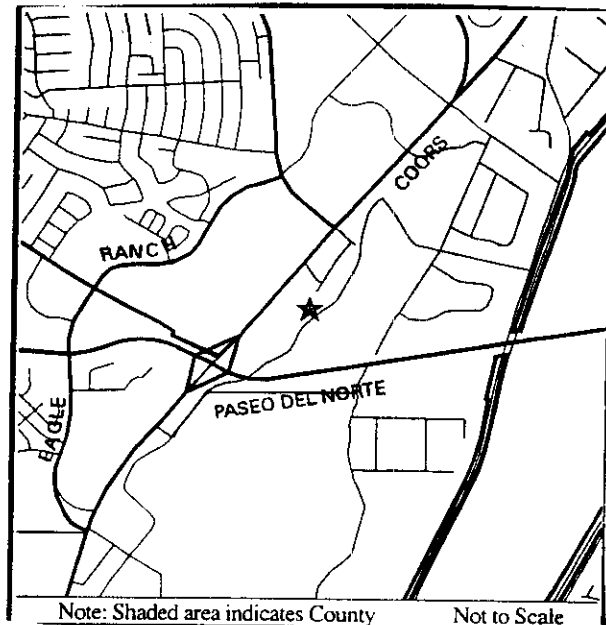 COORS
RANCH
EAGLE
PASEO DEL NORTE
Note: Shaded area indicates County Not to Scale